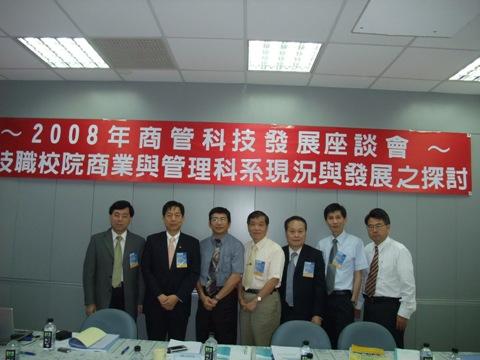 ～2008年商管科技發展座談會～
技職校院商業與管理科系現況與發展之探討